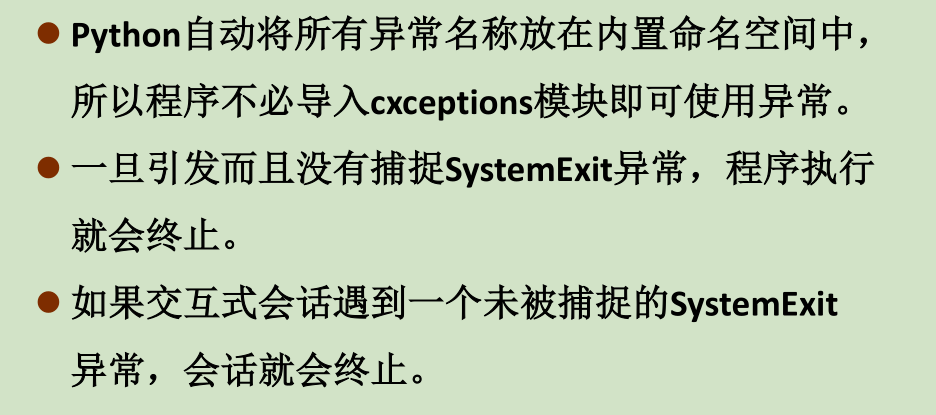 ● Python自动将所有异常名称放在内置命名空间中，
所以程序不必导入cxceptions模块即可使用异常。
● 一旦引发而且没有捕捉SystemExit异常，程序执行
就会终止。
● 如果交互式会话遇到一个未被捕捉的SystemExit
异常，会话就会终止。